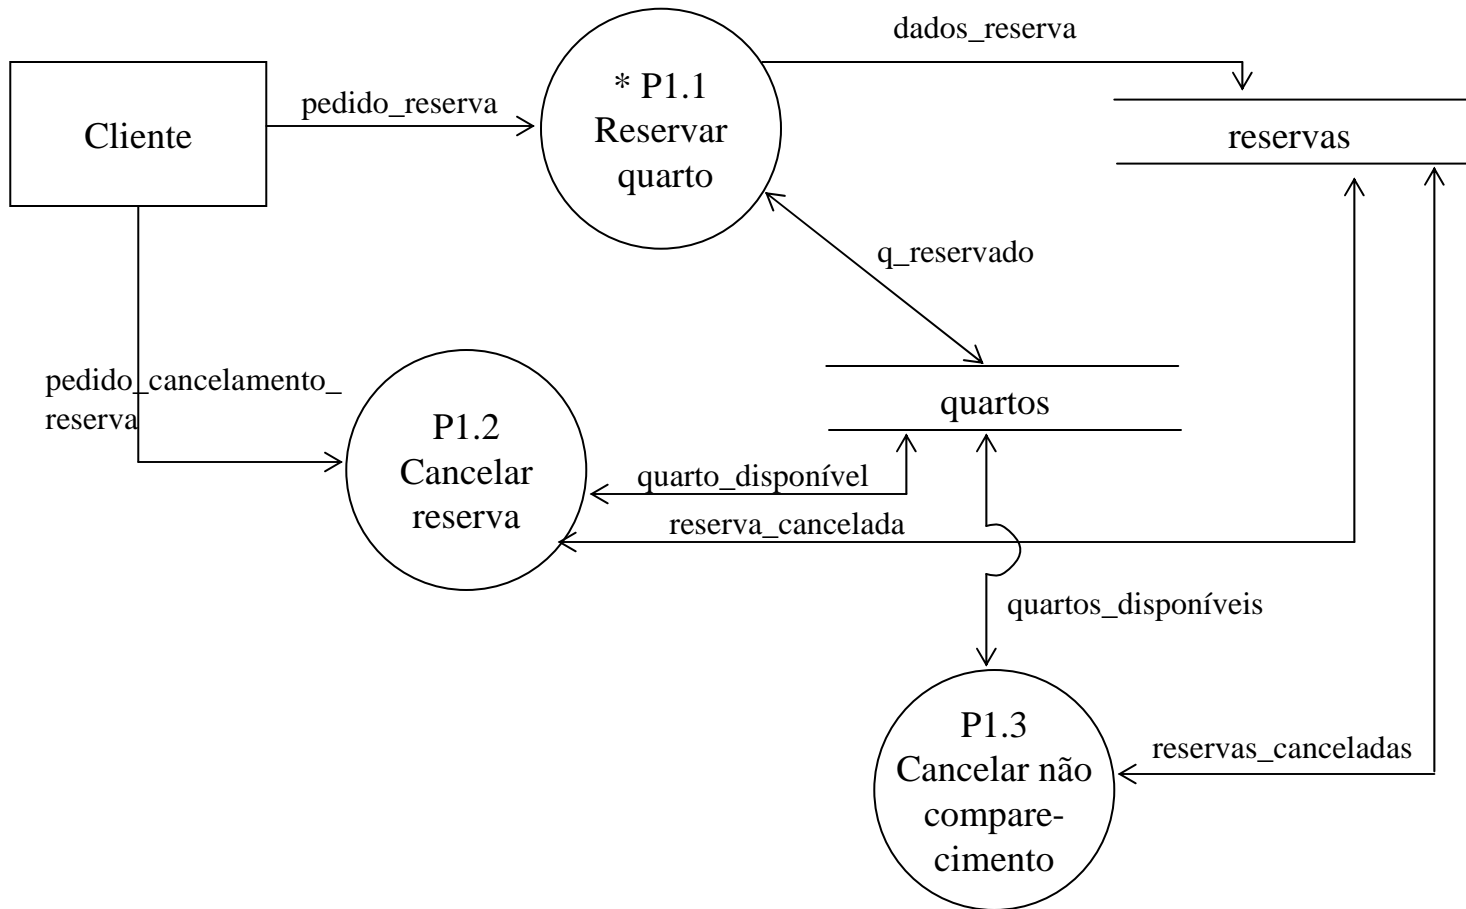 dados_reserva
* P1.1
Reservar
quarto
pedido_reserva
Cliente
reservas
q_reservado
pedido_cancelamento_
reserva
quartos
P1.2
Cancelar
reserva
quarto_disponível
reserva_cancelada
quartos_disponíveis
P1.3
Cancelar não
compare-
cimento
reservas_canceladas